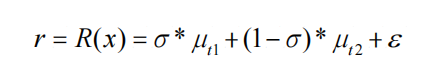 r = R(x) = σ * μ_{t1} + (1 − σ) * μ_{t2} + ε